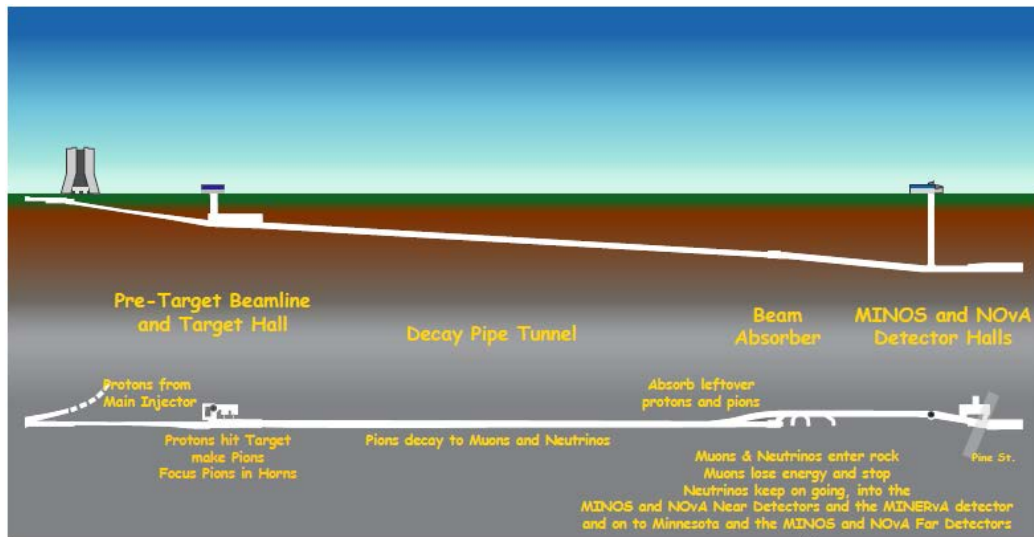 Pre-Target Beamline
and Target Hall
Decay Pipe Tunnel
Beam
Absorber
MINOS and NOvA
Detector Halls
Protons from
Main Injector
Protons hit Target
make Pions
Focus Pions in Horns
Pions decay to Muons and Neutrinos
Absorb leftover
protons and pions
Muons & Neutrinos enter rock
Muons lose energy and stop
Neutrinos keep on going, into the
MINOS and NOvA Near Detectors and the MINERvA detector
and on to Minnesota and the MINOS and NOvA Far Detectors
Pine St.